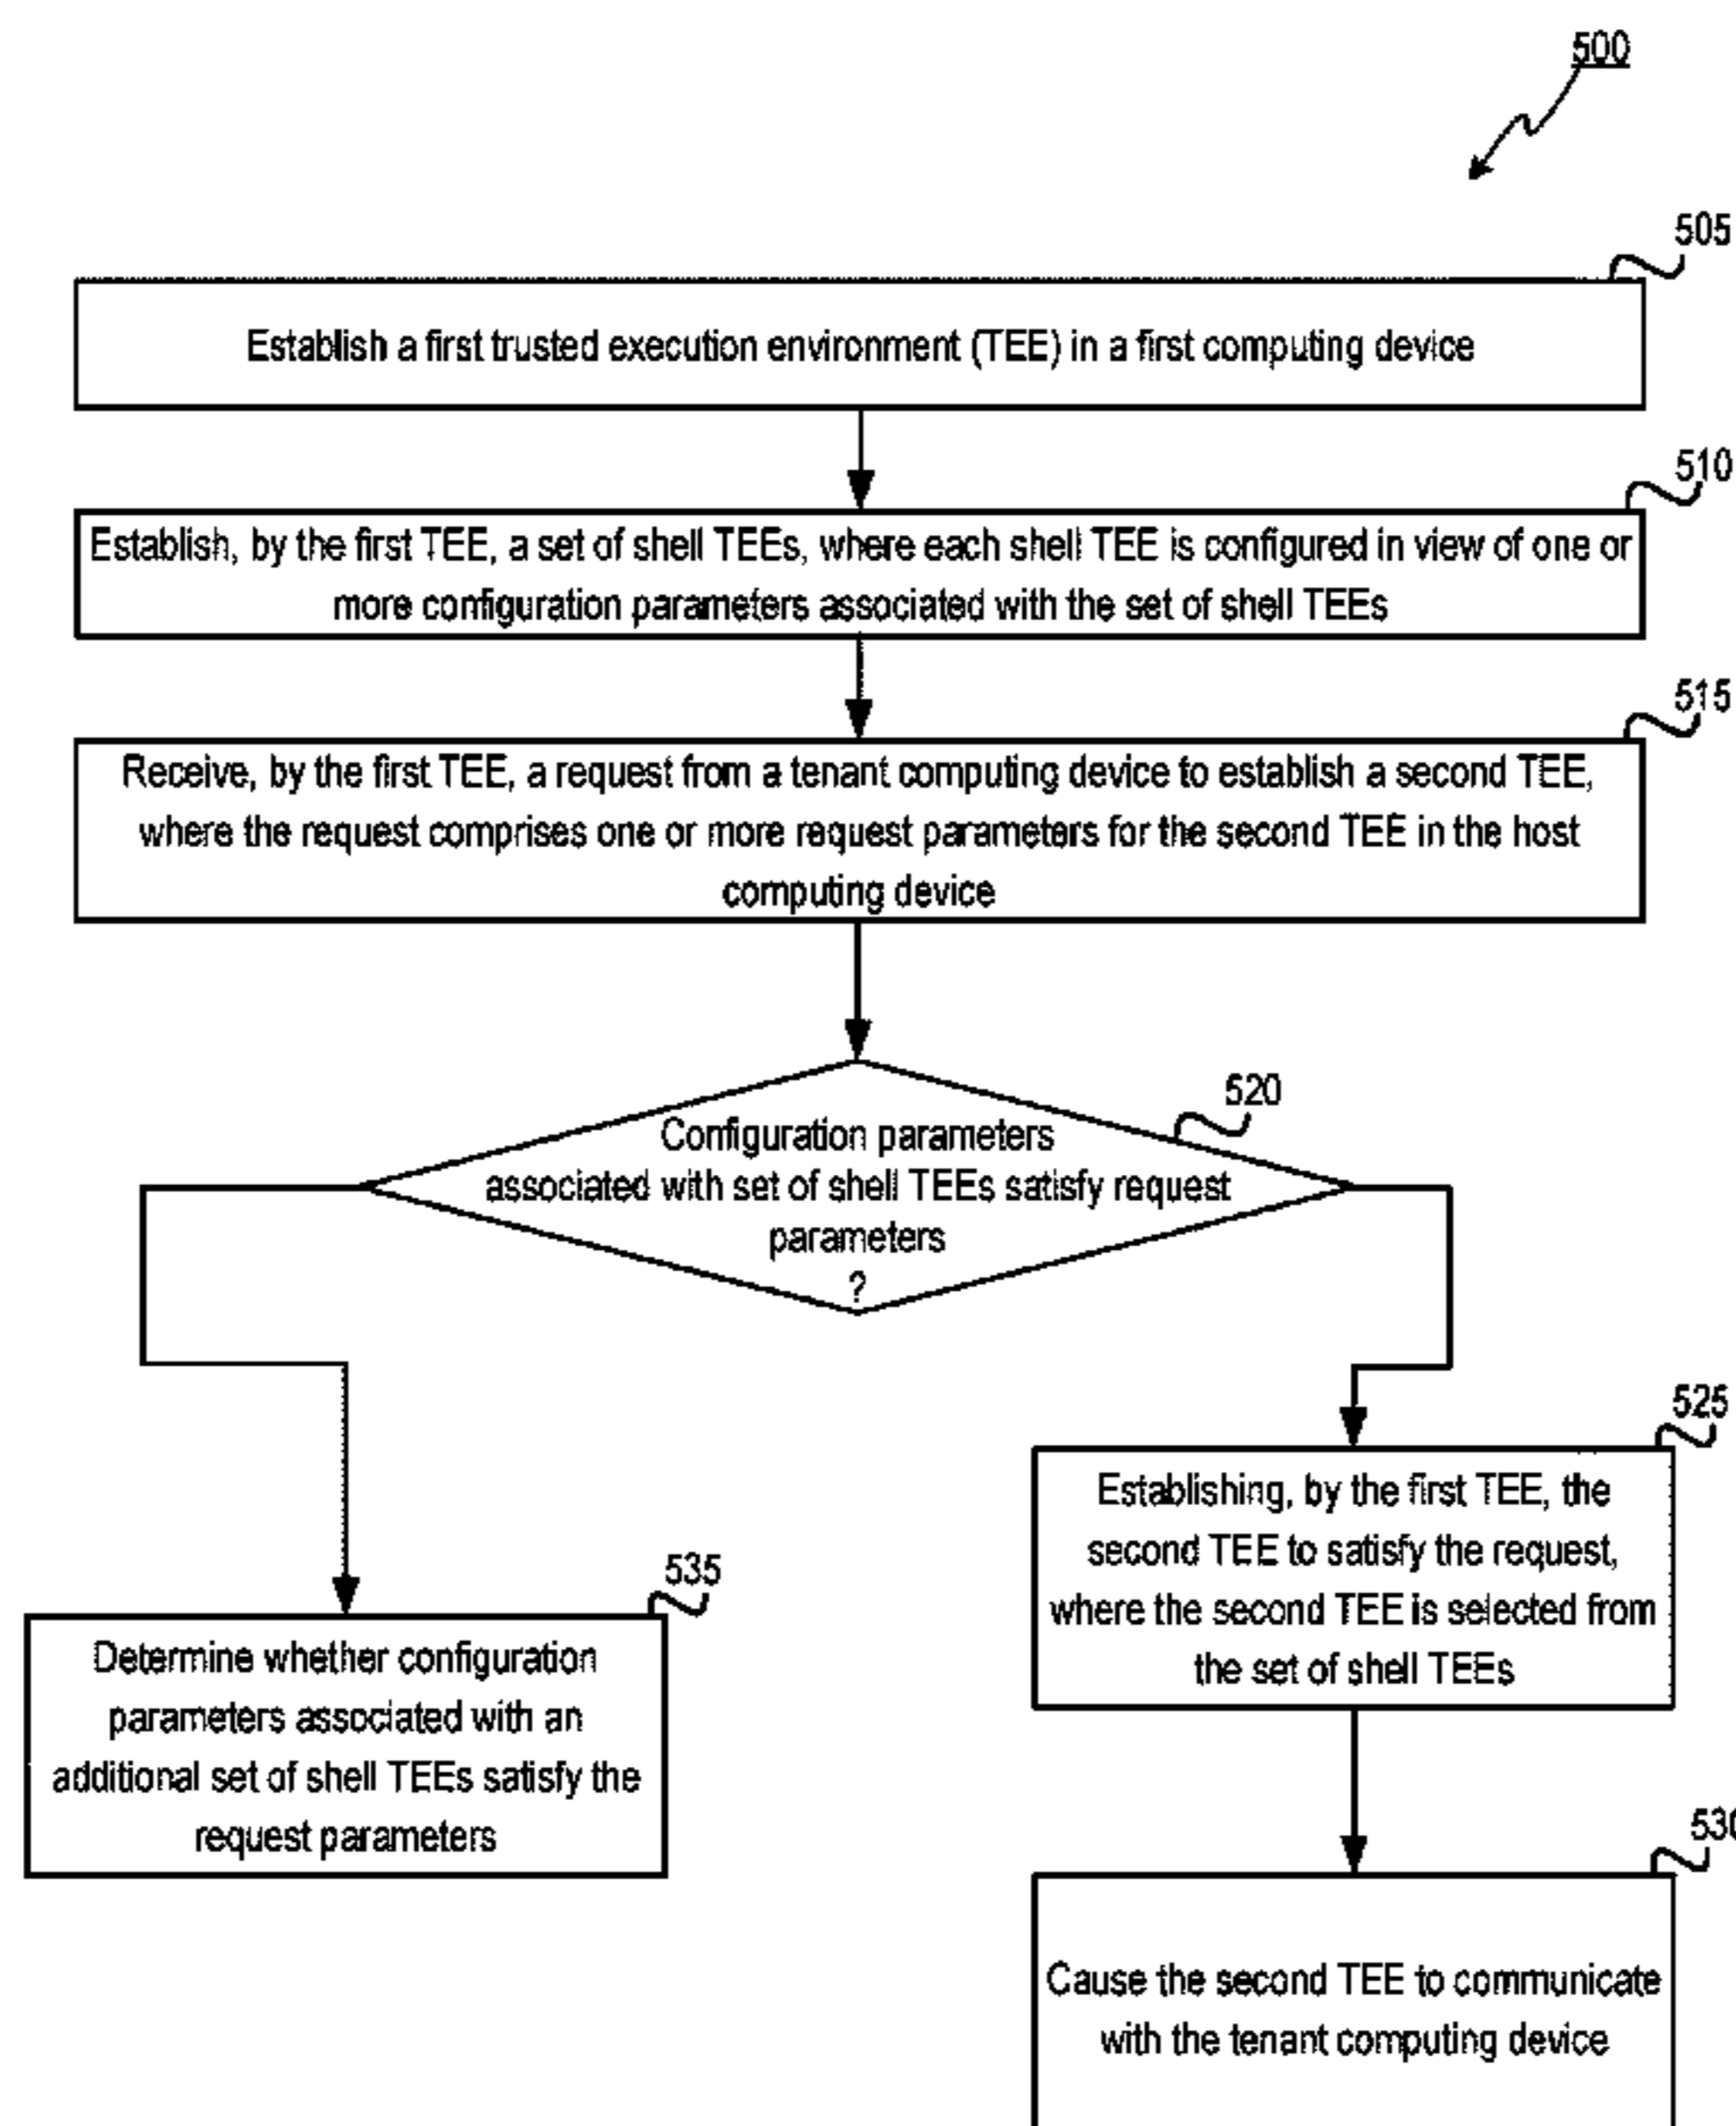 500
505
Establish a first trusted execution environment (TEE) in a first computing device
510
Establish, by the first TEE, a set of shell TEEs, where each shell TEE is configured in view of one or
more configuration parameters associated with the set of shell TEEs
515
Receive, by the first TEE, a request from a tenant computing device to establish a second TEE,
where the request comprises one or more request parameters for the second TEE in the host
computing device
520
Configuration parameters
associated with set of shell TEEs satisfy request
parameters
?
525
Establishing, by the first TEE, the
second TEE to satisfy the request,
where the second TEE is selected from
the set of shell TEEs
535
Determine whether configuration
parameters associated with an
additional set of shell TEEs satisfy the
request parameters
530
Cause the second TEE to communicate
with the tenant computing device